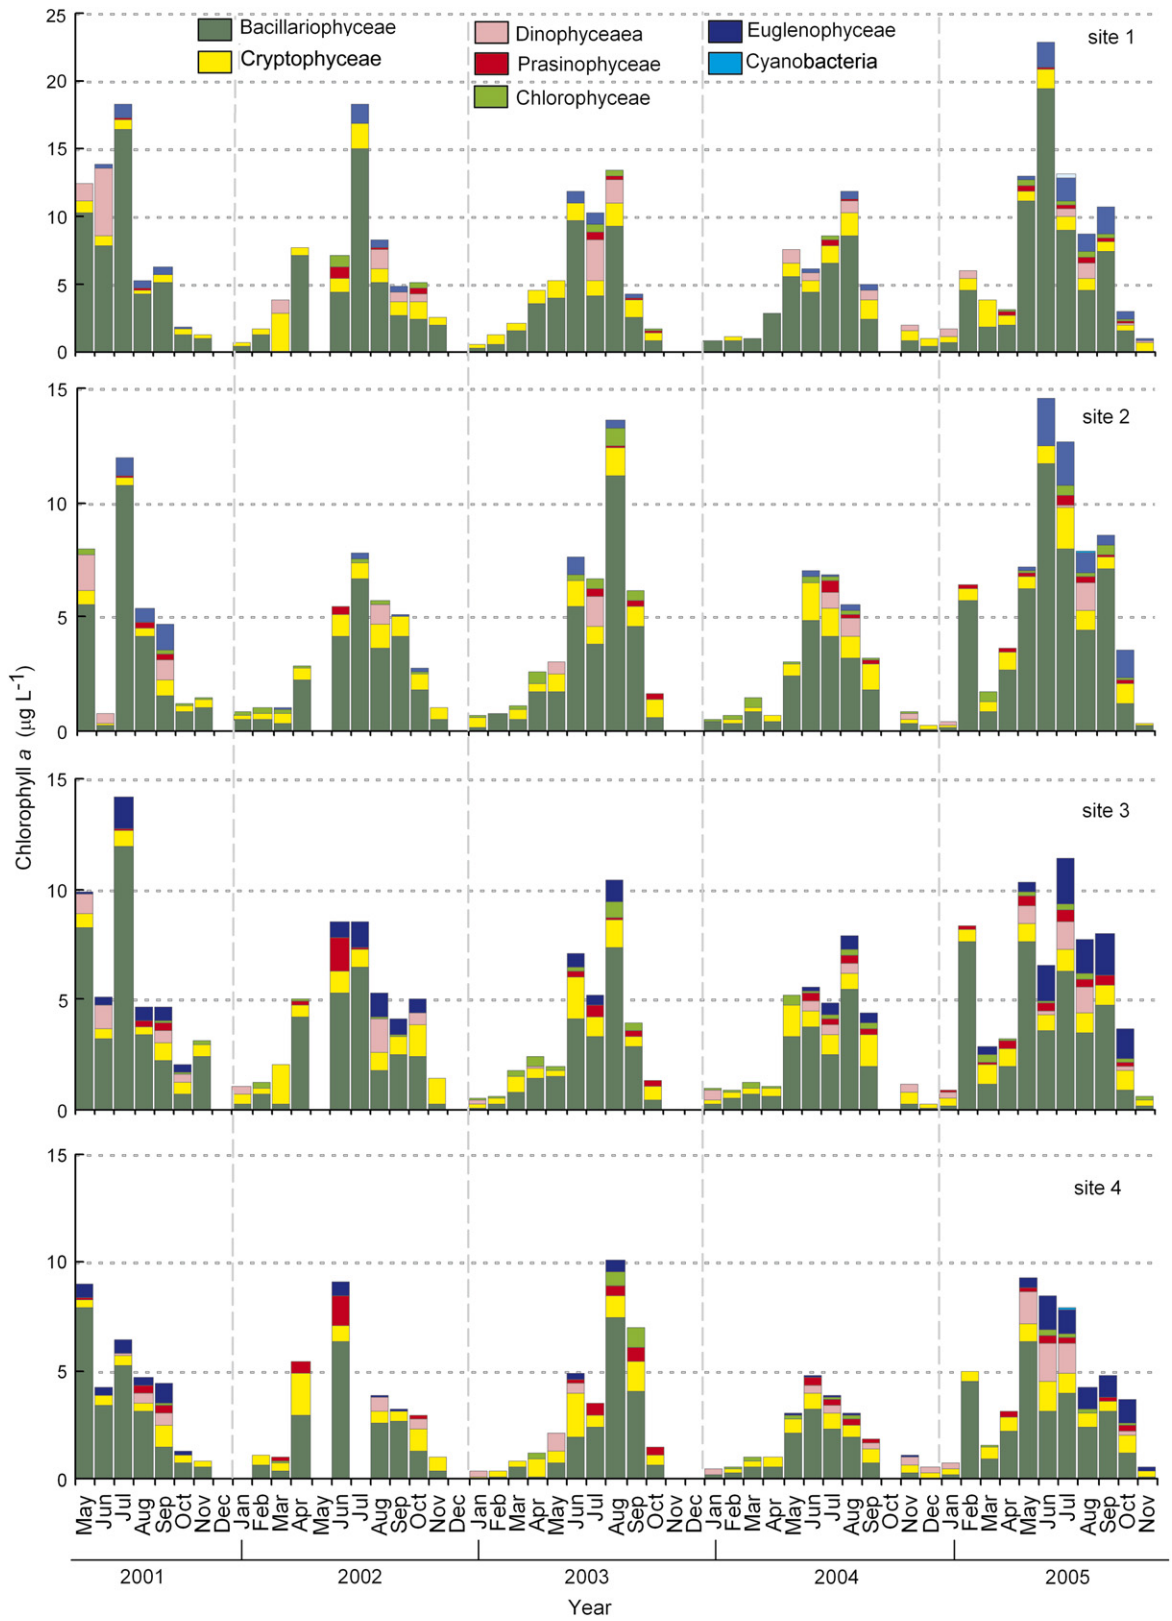 Bacillariophyceae
Cryptophyceae
Dinophyceaea
Prasinophyceae
Chlorophyceae
Euglenophyceae
Cyanobacteria
site 1
25
20
15
10
5
0
site 2
15
10
5
0
site 3
15
10
5
0
site 4
15
10
5
0
Chlorophyll a (µg L-1)
May Jun Jul Aug Sep Oct Nov Dec Jan Feb Mar Apr May Jun Jul Aug Sep Oct Nov Dec Jan Feb Mar Apr May Jun Jul Aug Sep Oct Nov Dec Jan Feb Mar Apr May Jun Jul Aug Sep Oct Nov Dec Jan Feb Mar Apr May Jun Jul Aug Sep Oct Nov
2001 2002 2003 2004 2005
Year